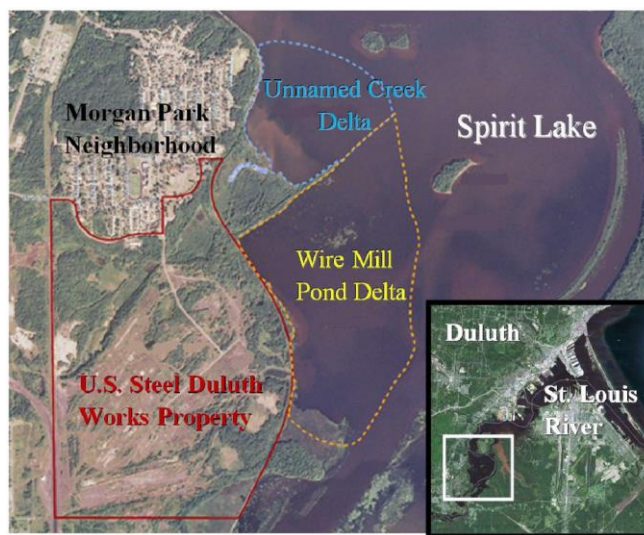 Morgan Park
Neighborhood
Unnamed Creek
Delta
Spirit Lake
Wire Mill
Pond Delta
U.S. Steel Duluth
Works Property
Duluth
St. Louis
River